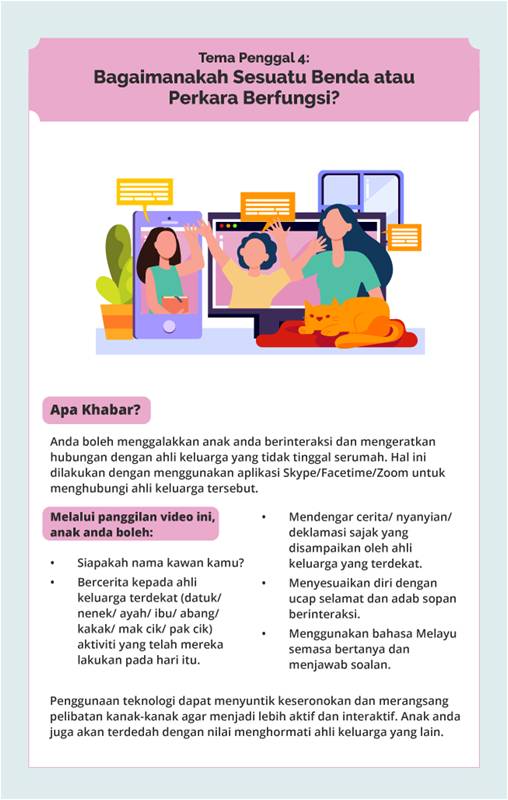 Tema Penggal 4:
Bagaimanakah Sesuatu Benda atau
Perkara Berfungsi?
Apa Khabar?
Anda boleh menggalakkan anak anda berinteraksi dan mengeratkan
hubungan dengan ahli keluarga yang tidak tinggal serumah. Hal ini
dilakukan dengan menggunakan aplikasi Skype/Facetime/Zoom untuk
menghubungi ahli keluarga tersebut.
Melalui panggilan video ini,
anak anda boleh:
• Siapakah nama kawan kamu?
• Bercerita kepada ahli
keluarga terdekat (datuk/
nenek/ ayah/ ibu/ abang/
kakak/ mak cik/ pak cik)
aktiviti yang telah mereka
lakukan pada hari itu.
• Mendengar cerita/ nyanyian/
deklamasi sajak yang
disampaikan oleh ahli
keluarga yang terdekat.
• Menyesuaikan diri dengan
ucap selamat dan adab sopan
berinteraksi.
• Menggunakan bahasa Melayu
semasa bertanya dan
menjawab soalan.
Penggunaan teknologi dapat menyuntik keseronokan dan merangsang
pelibatan kanak-kanak agar menjadi lebih aktif dan interaktif. Anak anda
juga akan terdedah dengan nilai menghormati ahli keluarga yang lain.